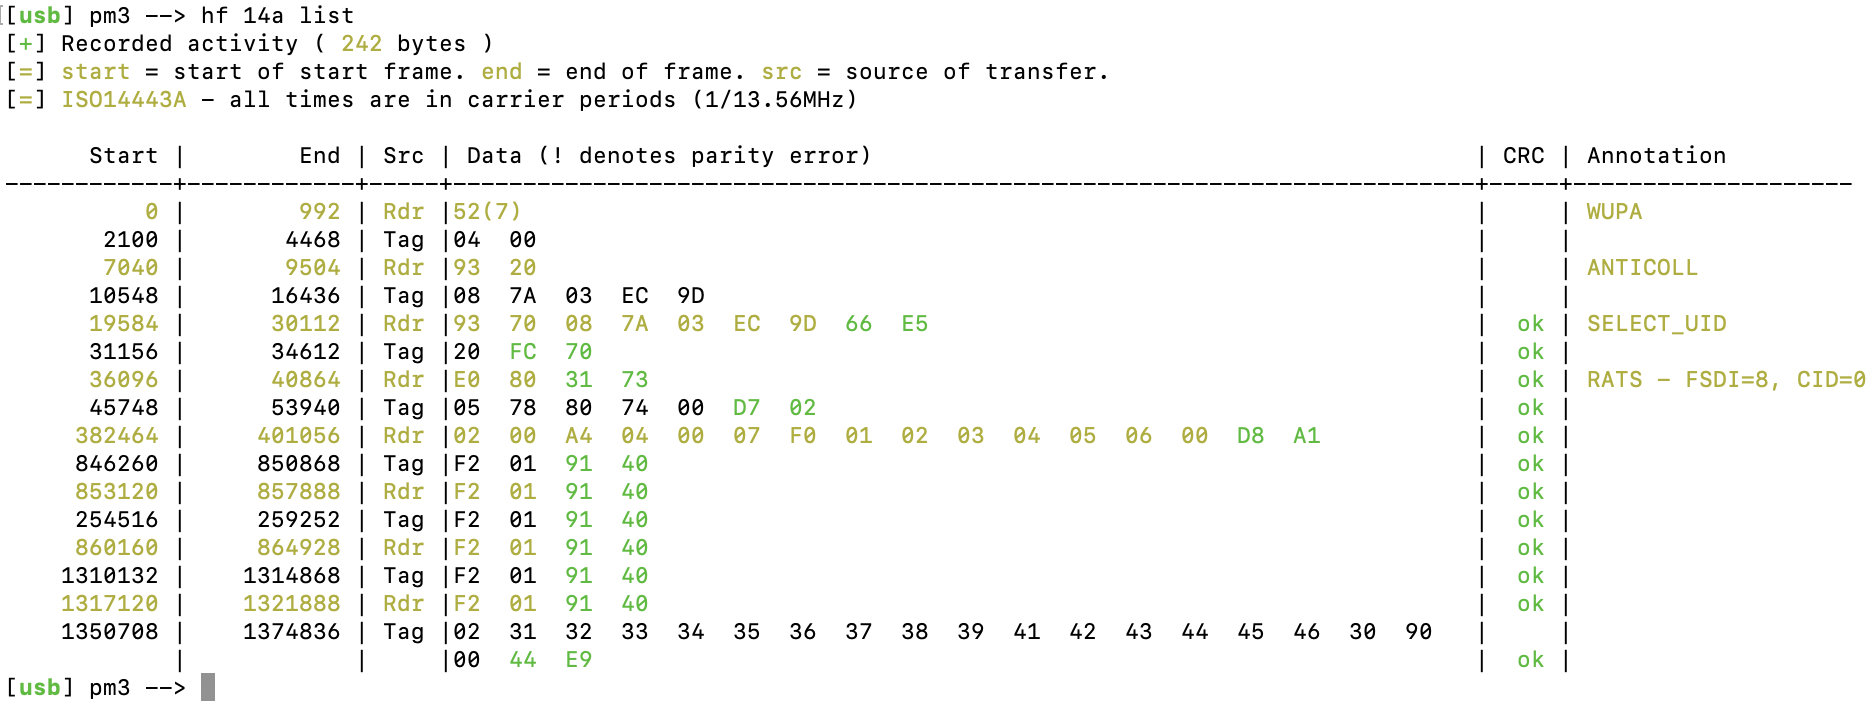 [usb] pm3 --> hf 14a list
[+] Recorded activity ( 242 bytes )
[=] start = start of start frame. end = end of frame. src = source of transfer.
[=] ISO14443A - all times are in carrier periods (1/13.56MHz)
Start | End | Src | Data (! denotes parity error) | CRC | Annotation
------------+------------+-----+-------------------------------------------------------------------------+-----+--------------------
0 | 992 | Rdr |52(7) | | WUPA
2100 | 4468 | Tag |04 00 | |
7040 | 9504 | Rdr |93 20 | | ANTICOLL
10548 | 16436 | Tag |08 7A 03 EC 9D | |
19584 | 30112 | Rdr |93 70 08 7A 03 EC 9D 66 E5 | ok | SELECT_UID
31156 | 34612 | Tag |20 FC 70 | ok |
36096 | 40864 | Rdr |E0 80 31 73 | ok | RATS - FSDI=8, CID=0
45748 | 53940 | Tag |05 78 80 74 00 D7 02 | ok |
382464 | 401056 | Rdr |02 00 A4 04 00 07 F0 01 02 03 04 05 06 00 D8 A1 | ok |
846260 | 850868 | Tag |F2 01 91 40 | ok |
853120 | 857888 | Rdr |F2 01 91 40 | ok |
254516 | 259252 | Tag |F2 01 91 40 | ok |
860160 | 864928 | Rdr |F2 01 91 40 | ok |
1310132 | 1314868 | Tag |F2 01 91 40 | ok |
1317120 | 1321888 | Rdr |F2 01 91 40 | ok |
1350708 | 1374836 | Tag |02 31 32 33 34 35 36 37 38 39 41 42 43 44 45 46 30 90 | |
| | |00 44 E9 | ok |
[usb] pm3 -->